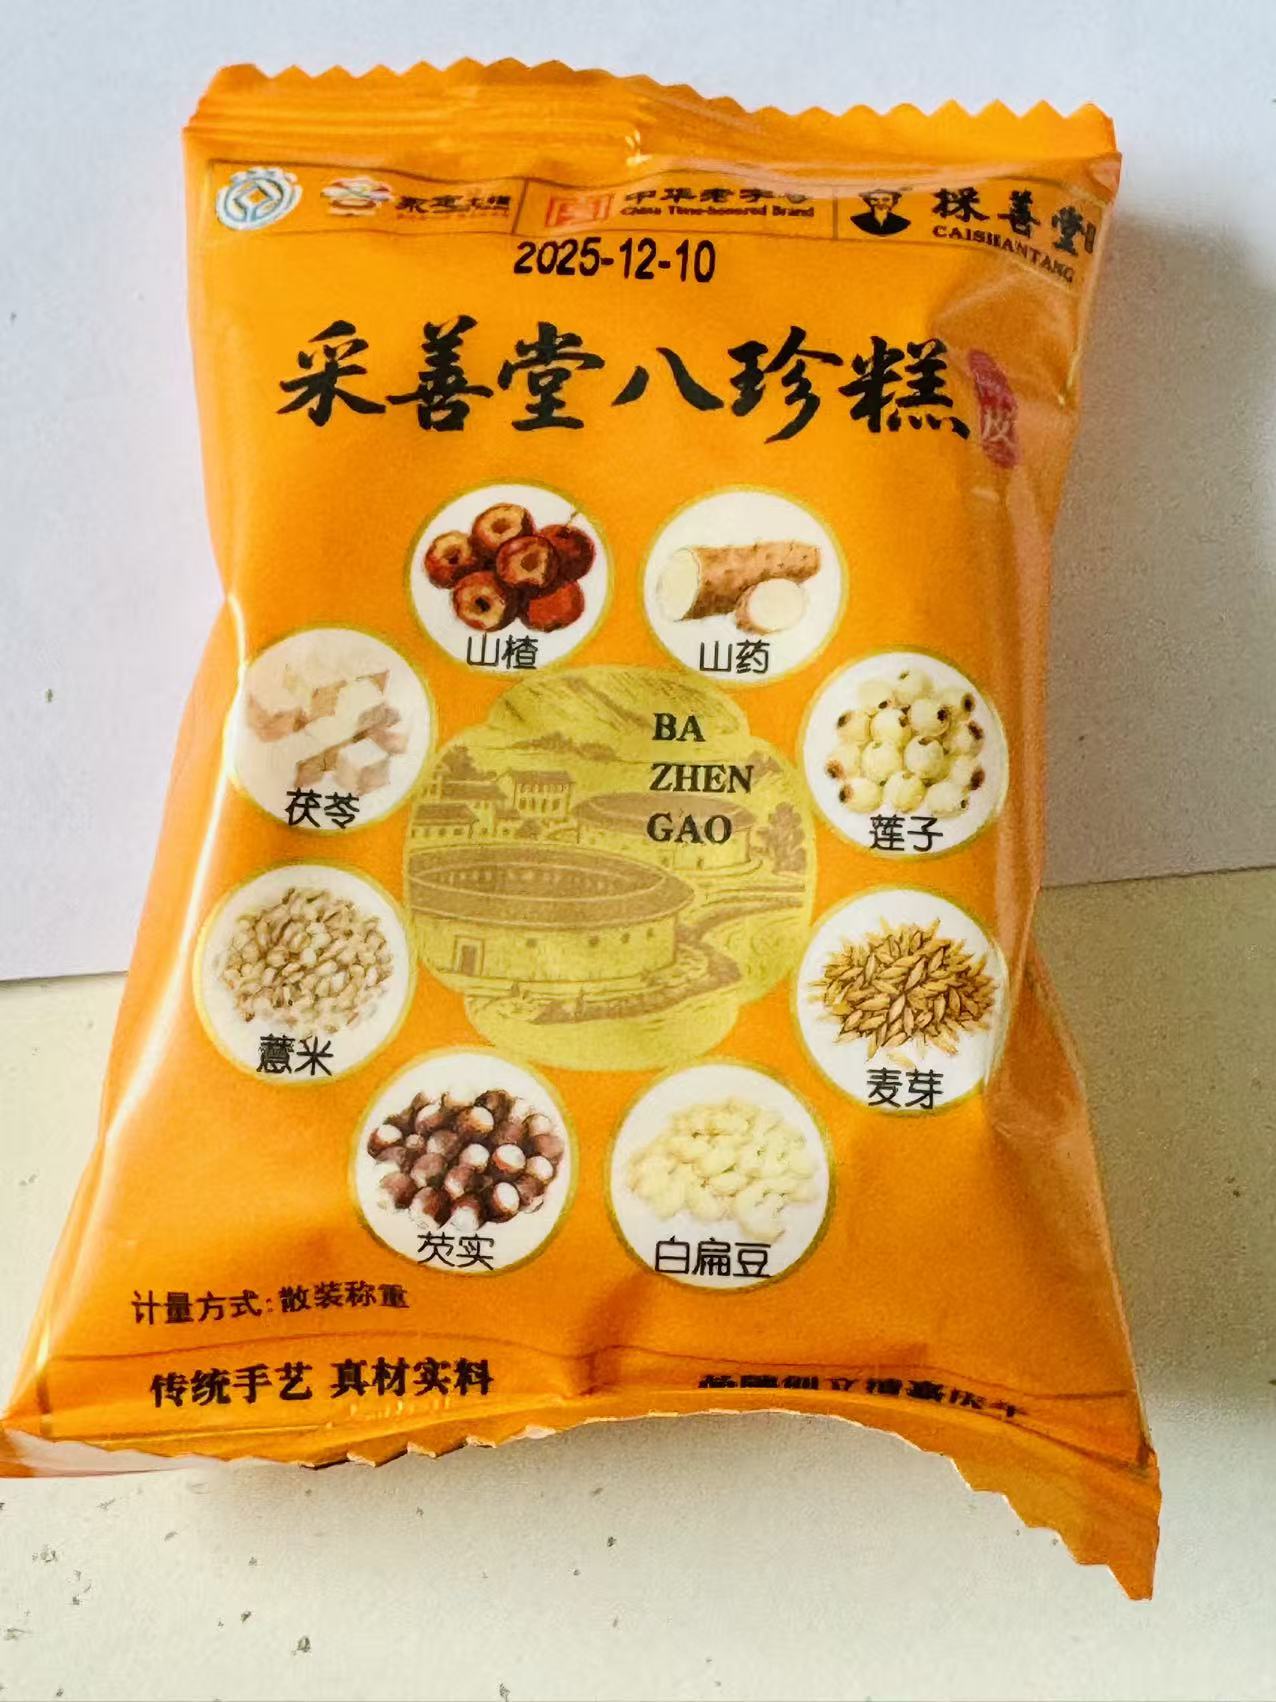 中华老字号
China Time-honored Brand
採善堂
CAISHANTANG
2025-12-10
采善堂八珍糕
山楂
山药
茯苓
BA
ZHEN
GAO
莲子
薏米
麦芽
芡实
白扁豆
计量方式:散装称重
传统手艺 真材实料